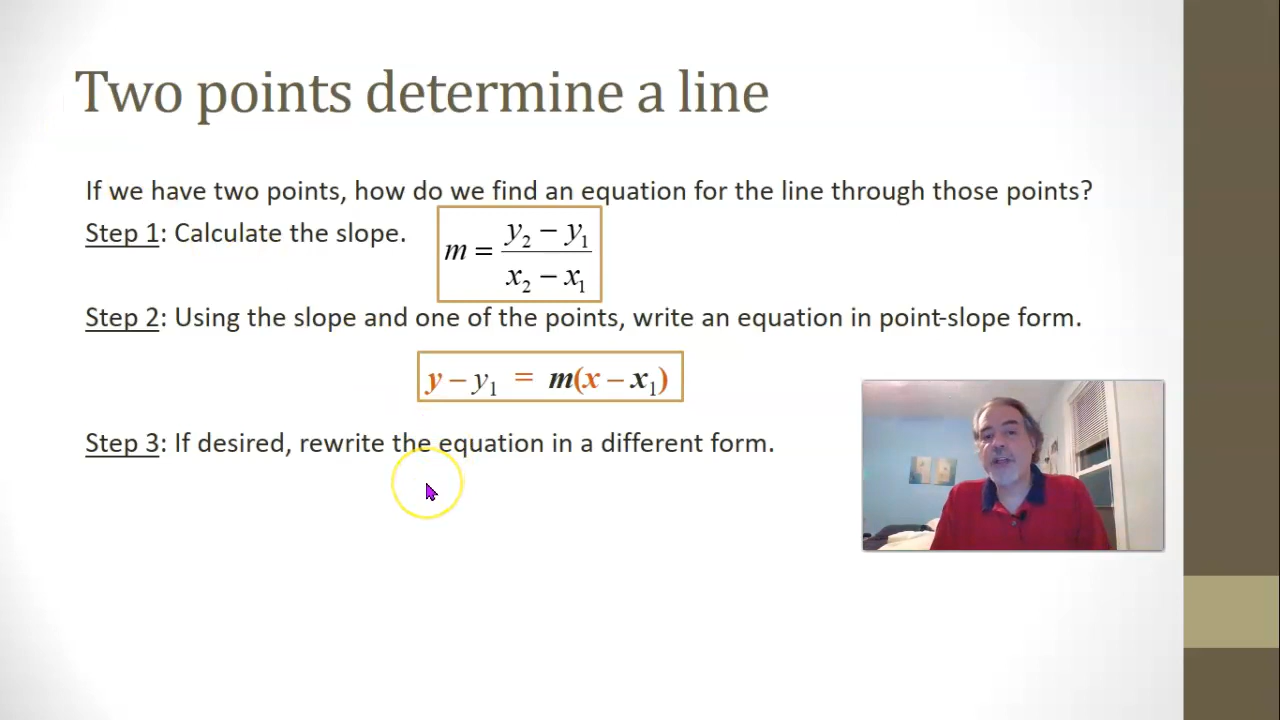 Two points determine a line
If we have two points, how do we find an equation for the line through those points?
Step 1: Calculate the slope. m = (y₂ − y₁)/(x₂ − x₁)
Step 2: Using the slope and one of the points, write an equation in point-slope form.
y − y₁ = m(x − x₁)
Step 3: If desired, rewrite the equation in a different form.